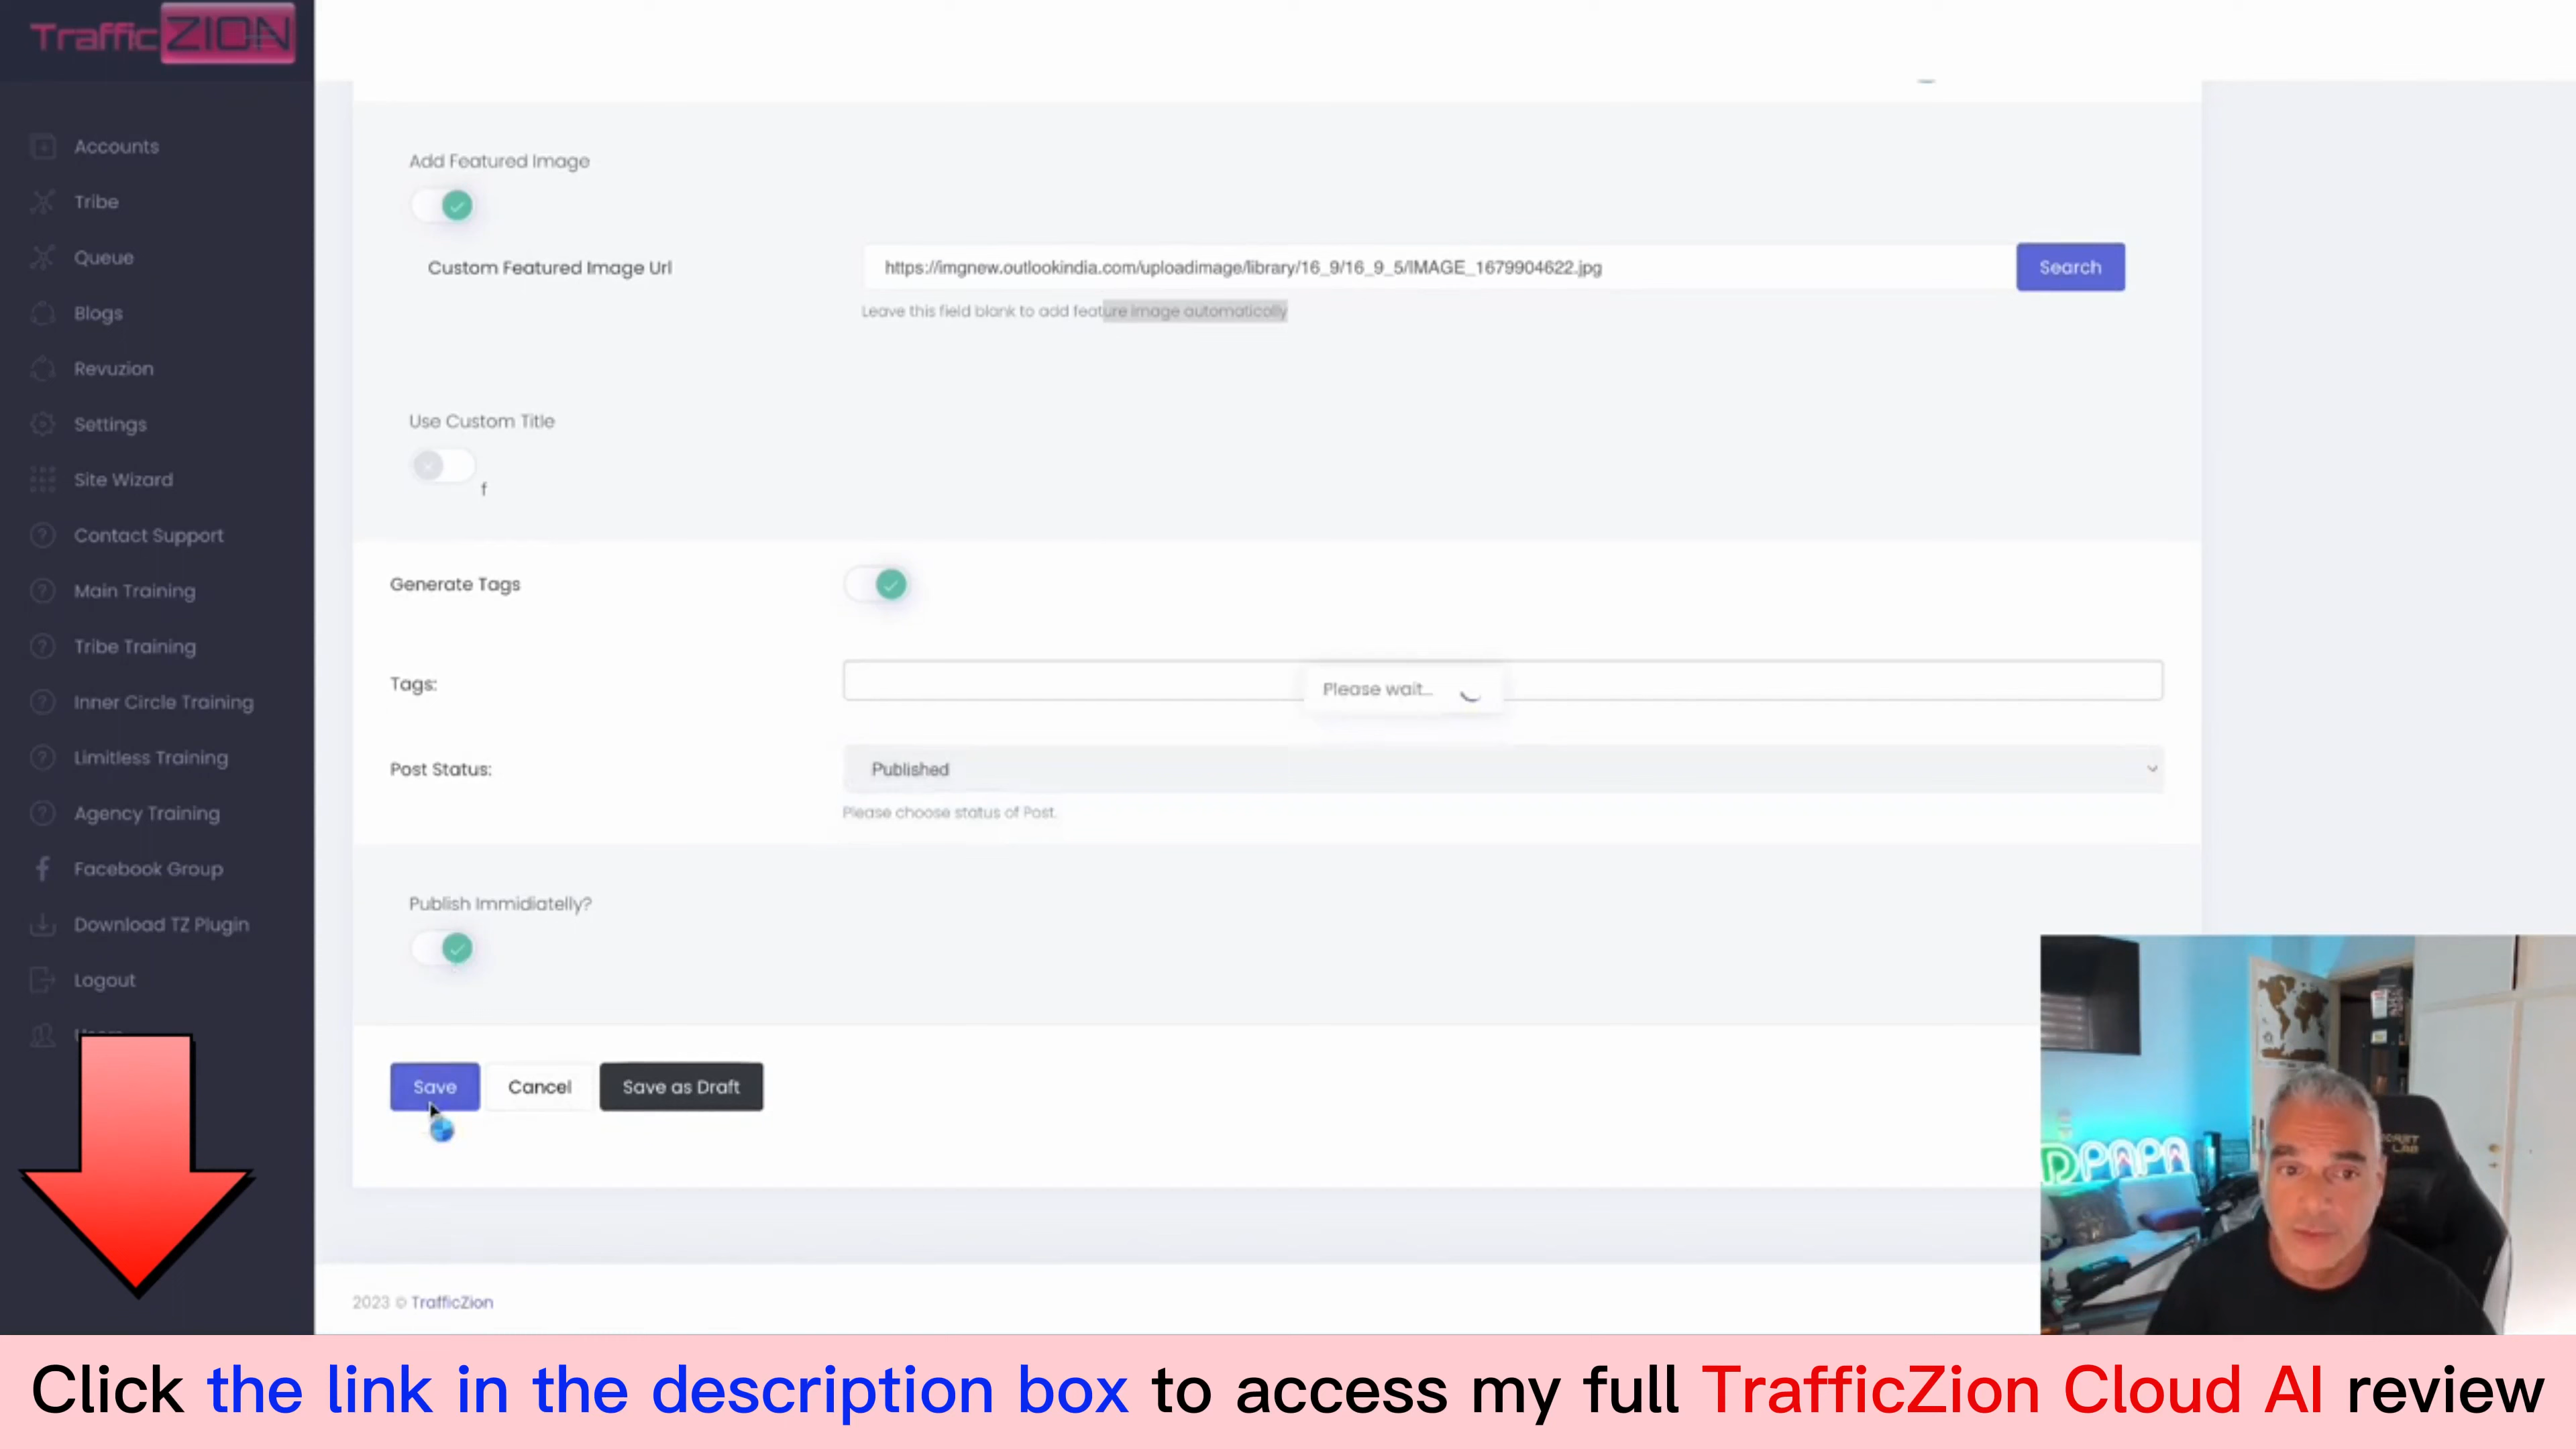 TrafficZION
Accounts
Tribe
Queue
Blogs
Revuzion
Settings
Site Wizard
Contact Support
Main Training
Tribe Training
Inner Circle Training
Limitless Training
Agency Training
Facebook Group
Download TZ Plugin
Logout
Add Featured Image
Custom Featured Image Url
https://imgnew.outlookindia.com/uploadimage/library/16_9/16_9_5/IMAGE_1679904622.jpg
Search
Leave this field blank to add feature image automatically
Use Custom Title
f
Generate Tags
Tags:
Please wait...
Post Status:
Published
Please choose status of Post.
Publish Immidiatelly?
Save
Cancel
Save as Draft
2023 © TrafficZion
DPAPA
Click the link in the description box to access my full TrafficZion Cloud AI review